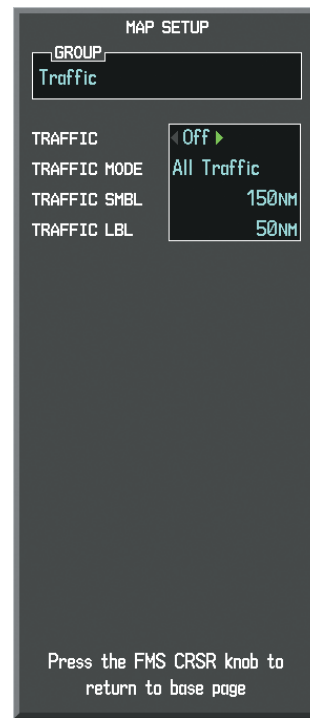 MAP SETUP
GROUP
Traffic
TRAFFIC Off
TRAFFIC MODE All Traffic
TRAFFIC SMBL 150NM
TRAFFIC LBL 50NM
Press the FMS CRSR knob to
return to base page